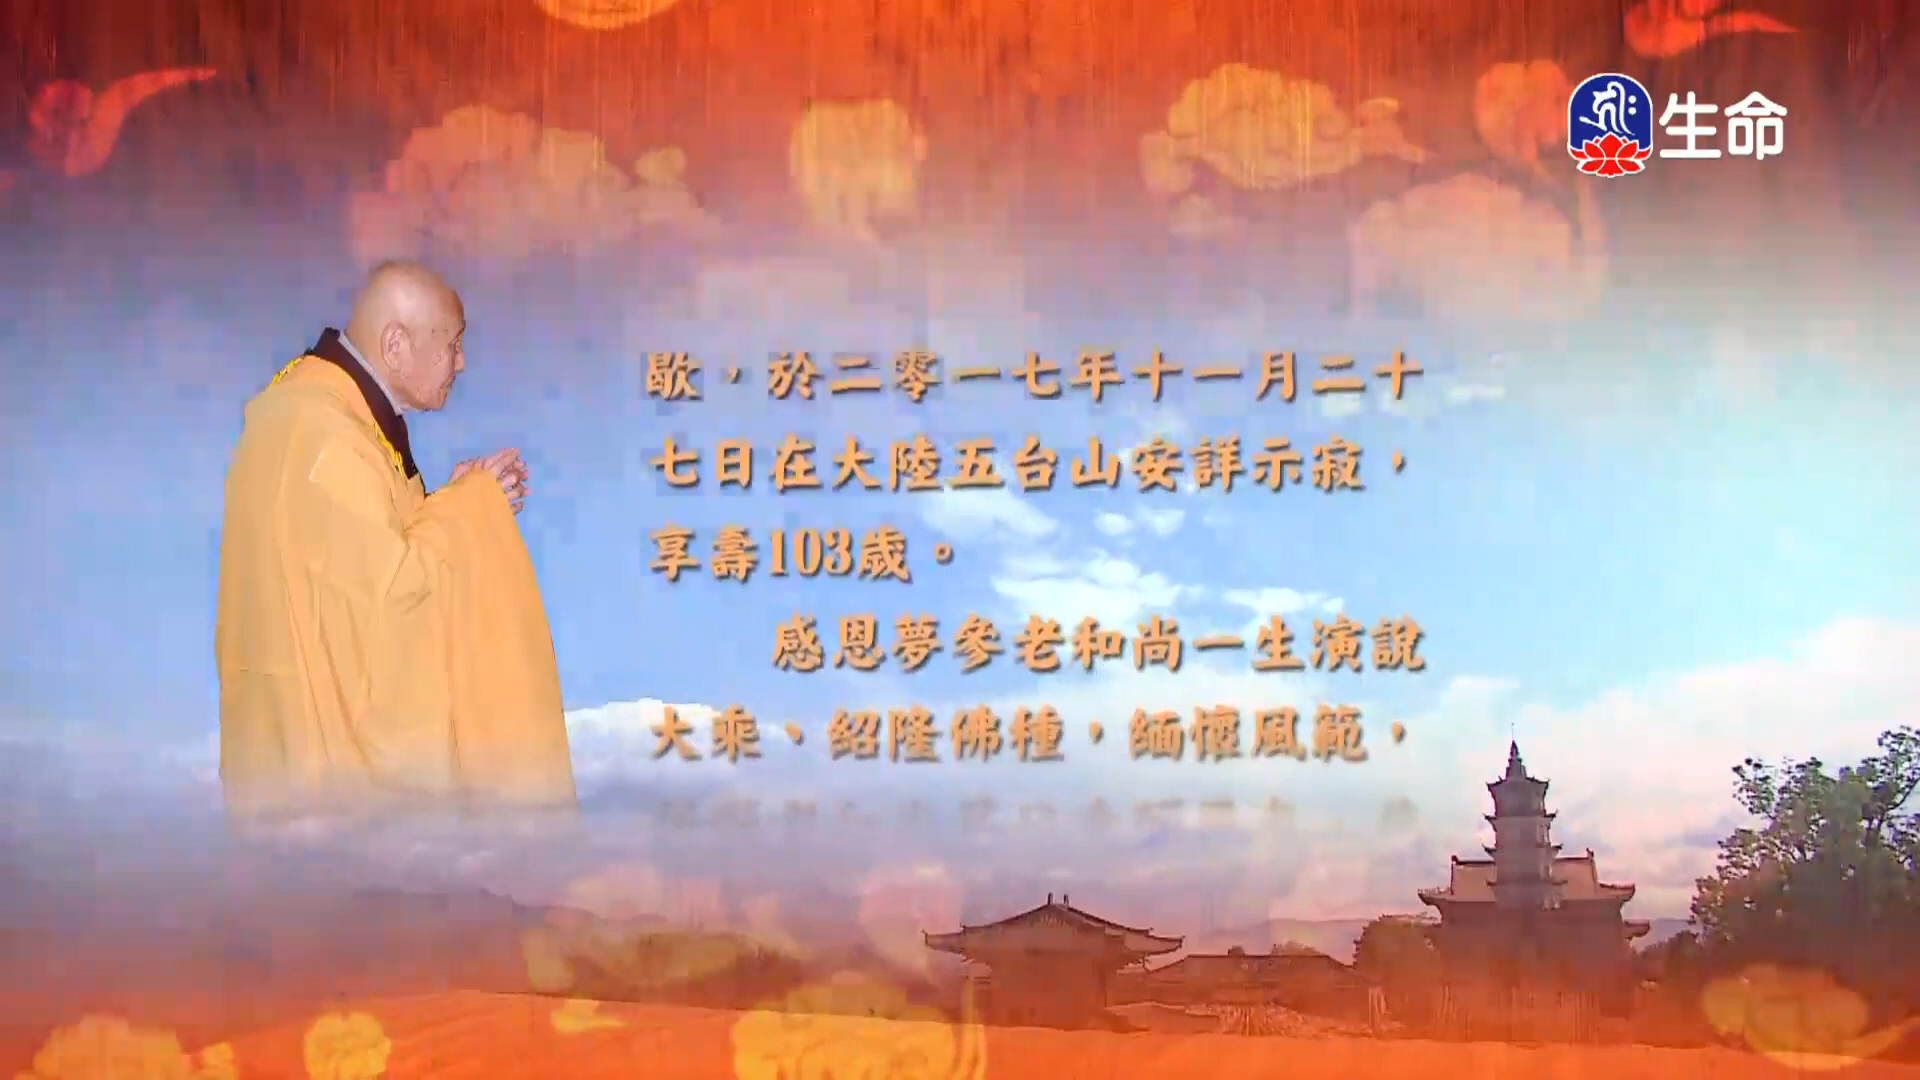 生命
歇，於二零一七年十一月二十
七日在大陸五台山安詳示寂，
享壽103歲。
感恩夢參老和尚一生演說
大乘、紹隆佛種，緬懷風範，